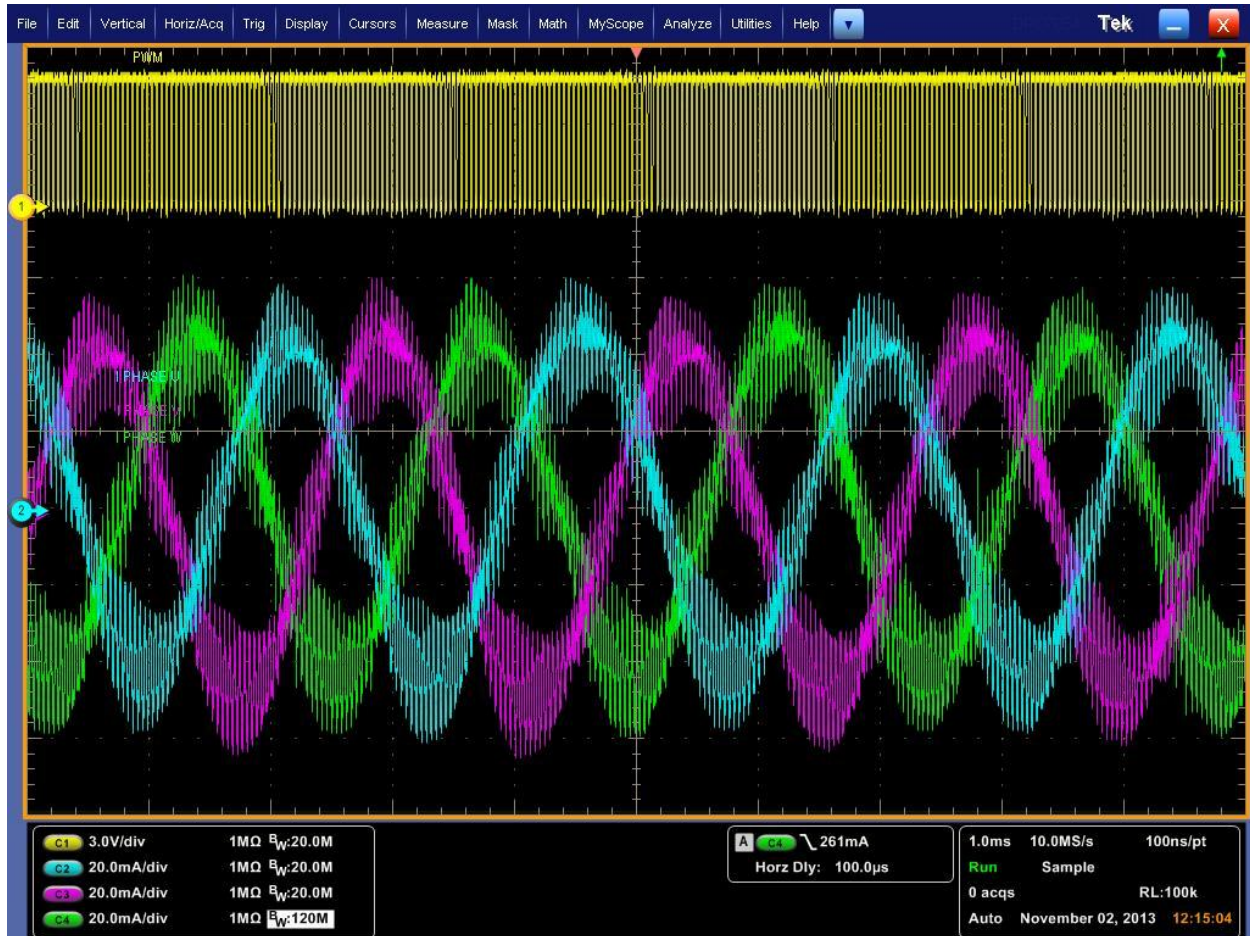 File Edit Vertical Horiz/Acq Trig Display Cursors Measure Mask Math MyScope Analyze Utilities Help Tek X
PWM
1
I PHASE U
I PHASE V
I PHASE W
2
C1 3.0V/div 1MΩ BW:20.0M
C2 20.0mA/div 1MΩ BW:20.0M
C3 20.0mA/div 1MΩ BW:20.0M
C4 20.0mA/div 1MΩ BW:120M
A C4 261mA
Horz Dly: 100.0µs
1.0ms 10.0MS/s 100ns/pt
Run Sample
0 acqs RL:100k
Auto November 02, 2013 12:15:04